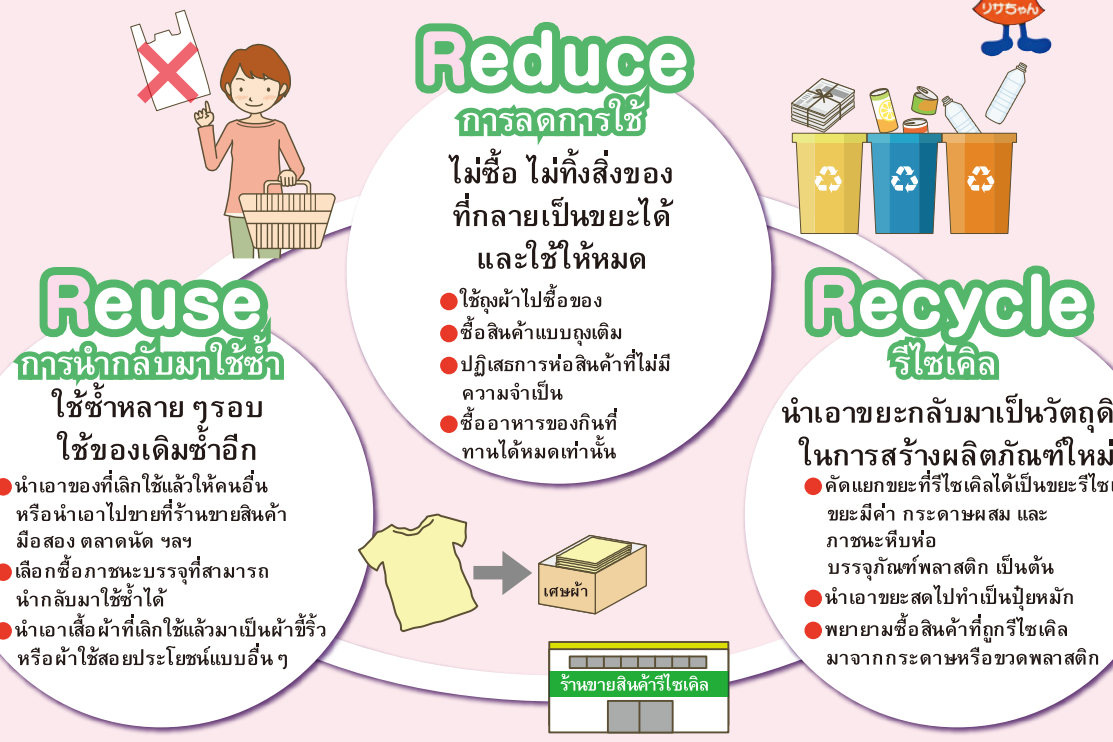 リサちゃん
Reduce
การลดการใช้
ไม่ซื้อ ไม่ทิ้งสิ่งของ
ที่กลายเป็นขยะได้
และใช้ให้หมด
ใช้ถุงผ้าไปซื้อของ
ซื้อสินค้าแบบถุงเติม
ปฏิเสธการห่อสินค้าที่ไม่มี
ความจำเป็น
ซื้ออาหารของกินที่
ทานได้หมดเท่านั้น
Reuse
การนำกลับมาใช้ซ้ำ
ใช้ซ้ำหลาย ๆรอบ
ใช้ของเดิมซ้ำอีก
นำเอาของที่เลิกใช้แล้วให้คนอื่น
หรือนำเอาไปขายที่ร้านขายสินค้า
มือสอง ตลาดนัด ฯลฯ
เลือกซื้อภาชนะบรรจุที่สามารถ
นำกลับมาใช้ซ้ำได้
นำเอาเสื้อผ้าที่เลิกใช้แล้วมาเป็นผ้าขี้ริ้ว
หรือผ้าใช้สอยประโยชน์แบบอื่น ๆ
Recycle
รีไซเคิล
นำเอาขยะกลับมาเป็นวัตถุดิ
ในการสร้างผลิตภัณฑ์ใหม่
คัดแยกขยะที่รีไซเคิลได้เป็นขยะรีไซเ
ขยะมีค่า กระดาษผสม และ
ภาชนะหีบห่อ
บรรจุภัณฑ์พลาสติก เป็นต้น
นำเอาขยะสดไปทำเป็นปุ๋ยหมัก
พยายามซื้อสินค้าที่ถูกรีไซเคิล
มาจากกระดาษหรือขวดพลาสติก
เศษผ้า
ร้านขายสินค้ารีไซเคิล